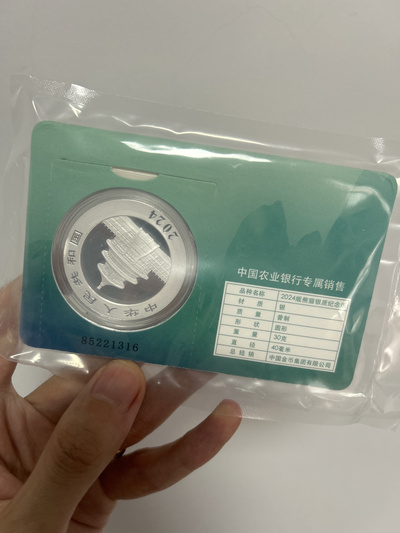 中华人民共和国
2024
85221316
中国农业银行专属销售
品种名称 2024版熊猫银质纪念币
材质 银
质量 普制
形状 圆形
重量 30克
直径 40毫米
总经销 中国金币集团有限公司